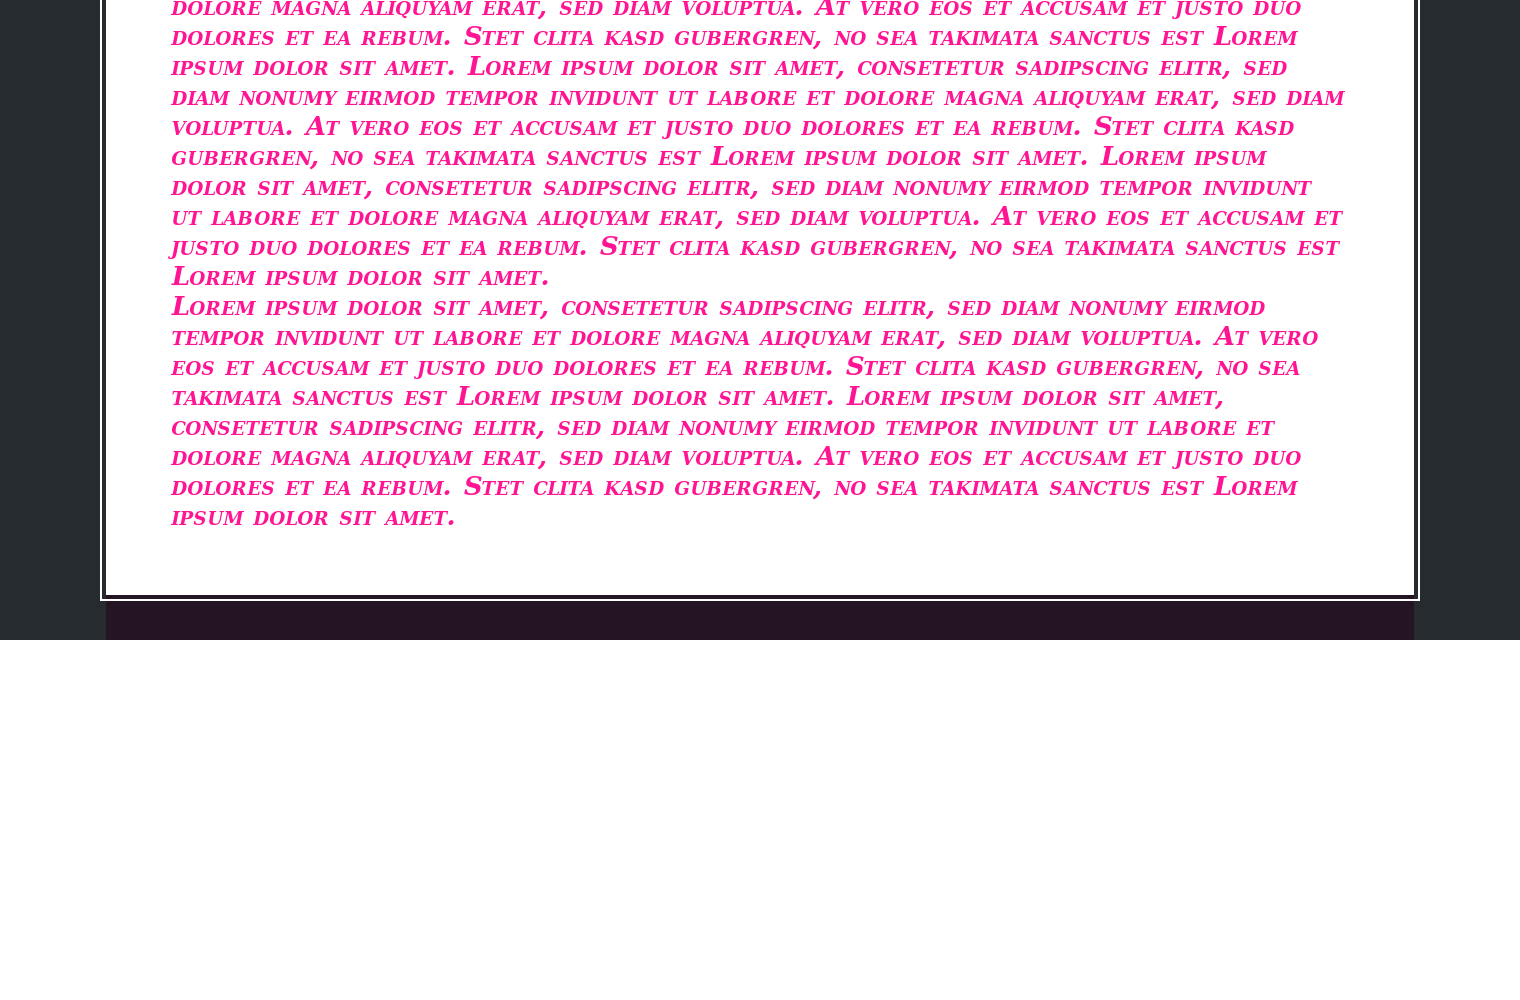 dolore magna aliquyam erat, sed diam voluptua. At vero eos et accusam et justo duo
dolores et ea rebum. Stet clita kasd gubergren, no sea takimata sanctus est Lorem
ipsum dolor sit amet. Lorem ipsum dolor sit amet, consetetur sadipscing elitr, sed
diam nonumy eirmod tempor invidunt ut labore et dolore magna aliquyam erat, sed diam
voluptua. At vero eos et accusam et justo duo dolores et ea rebum. Stet clita kasd
gubergren, no sea takimata sanctus est Lorem ipsum dolor sit amet. Lorem ipsum
dolor sit amet, consetetur sadipscing elitr, sed diam nonumy eirmod tempor invidunt
ut labore et dolore magna aliquyam erat, sed diam voluptua. At vero eos et accusam et
justo duo dolores et ea rebum. Stet clita kasd gubergren, no sea takimata sanctus est
Lorem ipsum dolor sit amet.
Lorem ipsum dolor sit amet, consetetur sadipscing elitr, sed diam nonumy eirmod
tempor invidunt ut labore et dolore magna aliquyam erat, sed diam voluptua. At vero
eos et accusam et justo duo dolores et ea rebum. Stet clita kasd gubergren, no sea
takimata sanctus est Lorem ipsum dolor sit amet. Lorem ipsum dolor sit amet,
consetetur sadipscing elitr, sed diam nonumy eirmod tempor invidunt ut labore et
dolore magna aliquyam erat, sed diam voluptua. At vero eos et accusam et justo duo
dolores et ea rebum. Stet clita kasd gubergren, no sea takimata sanctus est Lorem
ipsum dolor sit amet.